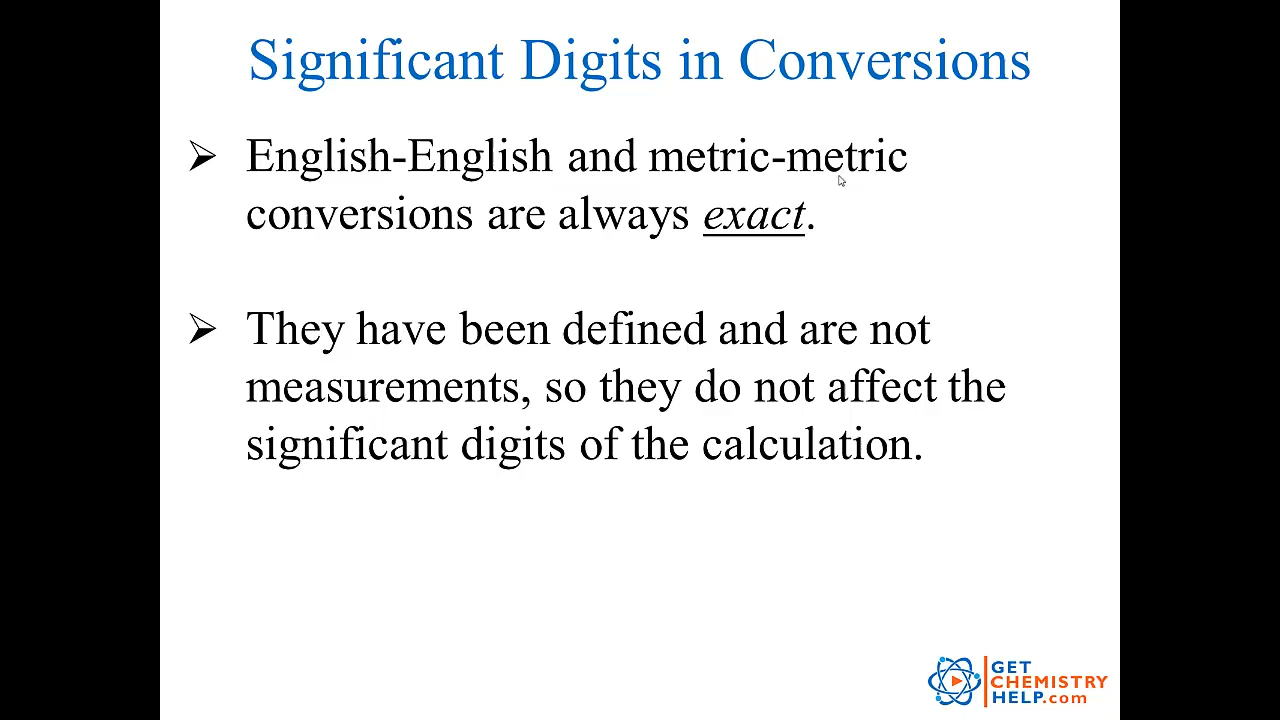 Significant Digits in Conversions
➢ English-English and metric-metric
conversions are always exact.
➢ They have been defined and are not
measurements, so they do not affect the
significant digits of the calculation.
GET
CHEMISTRY
HELP.com